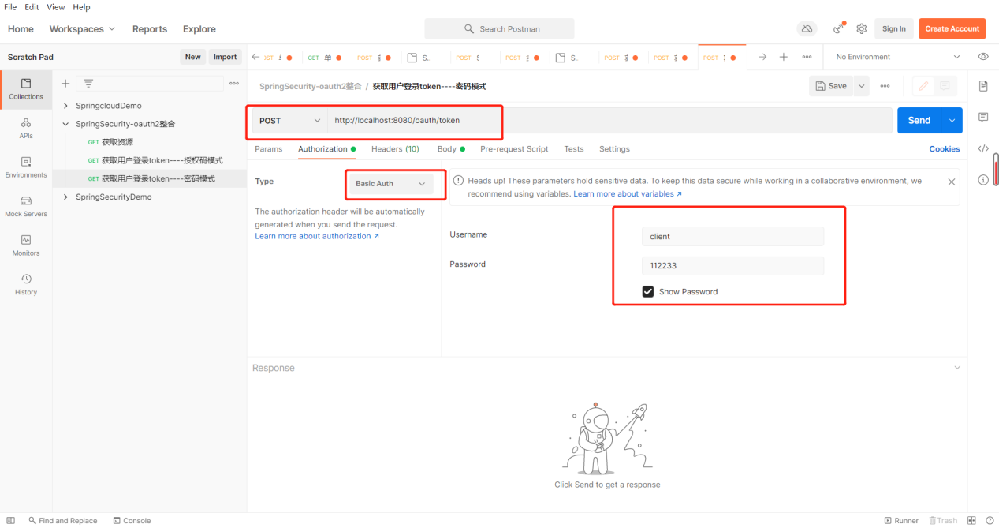 File Edit View Help
Home Workspaces Reports Explore Search Postman Sign In Create Account
Scratch Pad New Import GET POST S. POST POST S. POST POST POST No Environment
Collections
APIs
Environments
Mock Servers
Monitors
History
SpringcloudDemo
SpringSecurity-oauth2整合
GET 获取资源
GET 获取用户登录token----授权码模式
GET 获取用户登录token----密码模式
SpringSecurityDemo
SpringSecurity-oauth2整合 / 获取用户登录token----密码模式 Save
POST http://localhost:8080/oauth/token Send
Params Authorization Headers (10) Body Pre-request Script Tests Settings Cookies
Type Basic Auth
The authorization header will be automatically
generated when you send the request.
Learn more about authorization ↗
Heads up! These parameters hold sensitive data. To keep this data secure while working in a collaborative environment, we
recommend using variables. Learn more about variables ↗
Username client
Password 112233
Show Password
Response
Click Send to get a response
Find and Replace Console Runner Trash